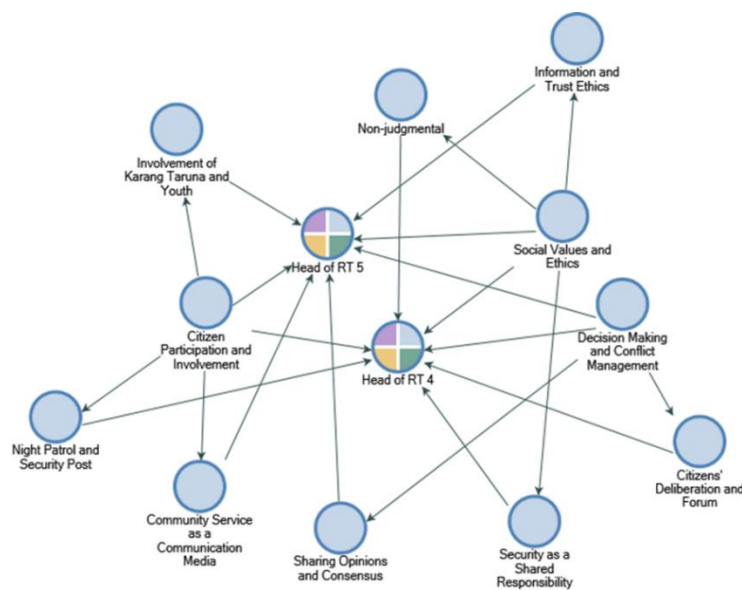 Information and
Trust Ethics
Non-judgmental
Involvement of
Karang Taruna and
Youth
Social Values and
Ethics
Head of RT 5
Citizen
Participation and
Involvement
Decision Making
and Conflict
Management
Head of RT 4
Night Patrol and
Security Post
Citizens'
Deliberation and
Forum
Community Service
as a
Communication
Media
Sharing Opinions
and Consensus
Security as a
Shared
Responsibility